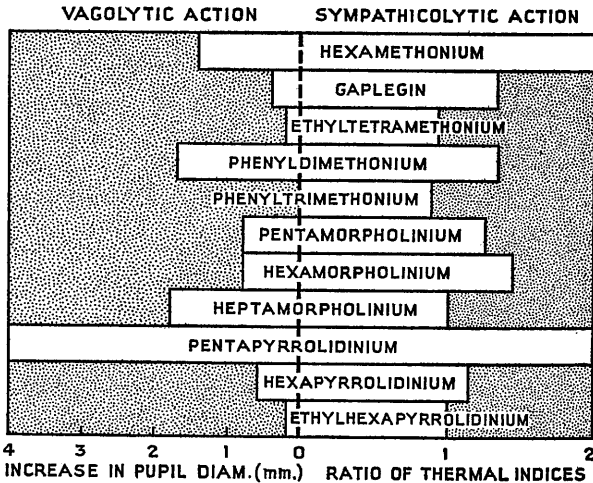 VAGOLYTIC ACTION SYMPATHICOLYTIC ACTION
HEXAMETHONIUM
GAPLEGIN
ETHYLTETRAMETHONIUM
PHENYLDIMETHONIUM
PHENYLTRIMETHONIUM
PENTAMORPHOLINIUM
HEXAMORPHOLINIUM
HEPTAMORPHOLINIUM
PENTAPYRROLIDINIUM
HEXAPYRROLIDINIUM
ETHYLHEXAPYRROLIDINIUM
4 3 2 1 0 1 2
INCREASE IN PUPIL DIAM.(mm.) RATIO OF THERMAL INDICES